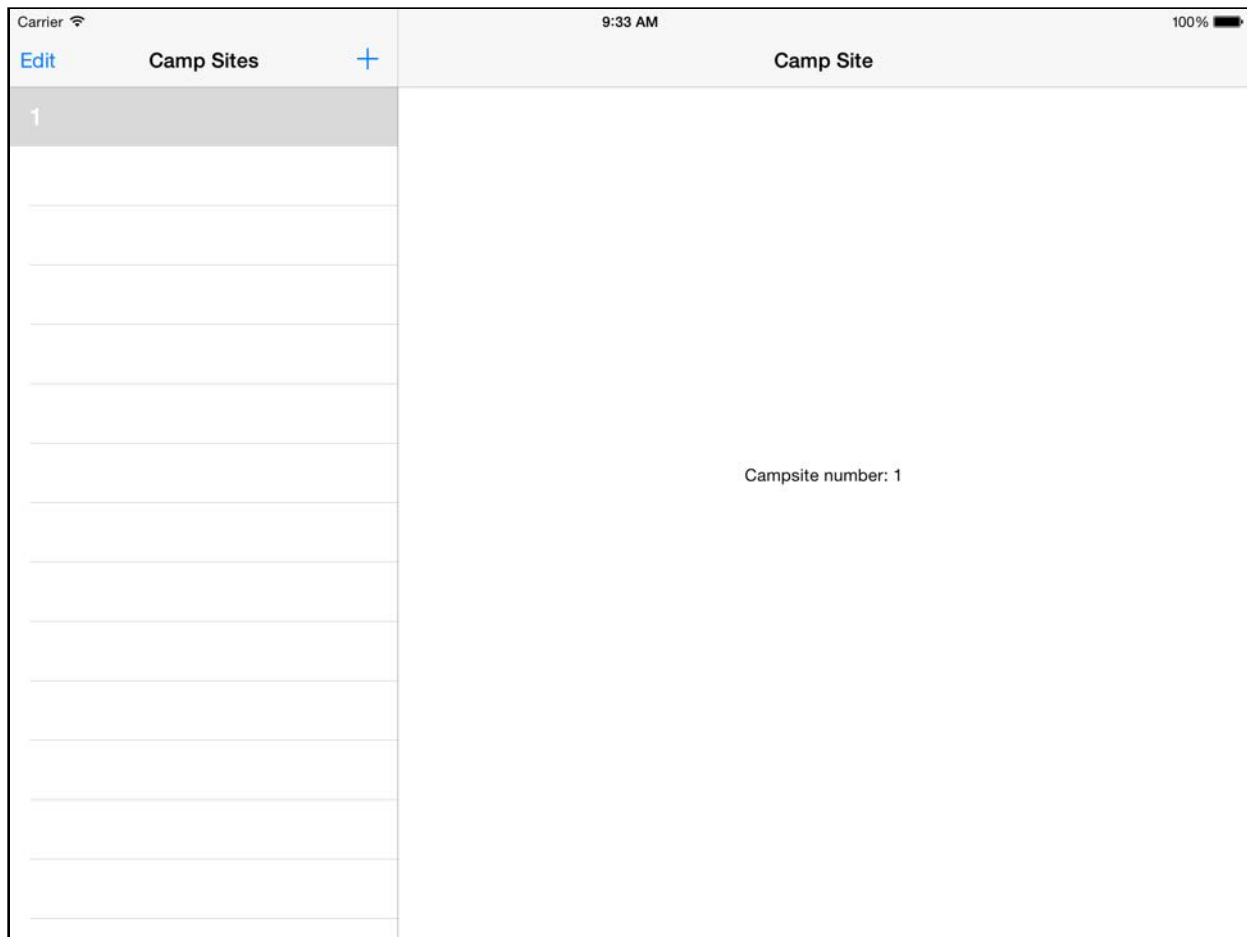 Carrier
9:33 AM
100%
Edit
Camp Sites
+
Camp Site
1
Campsite number: 1